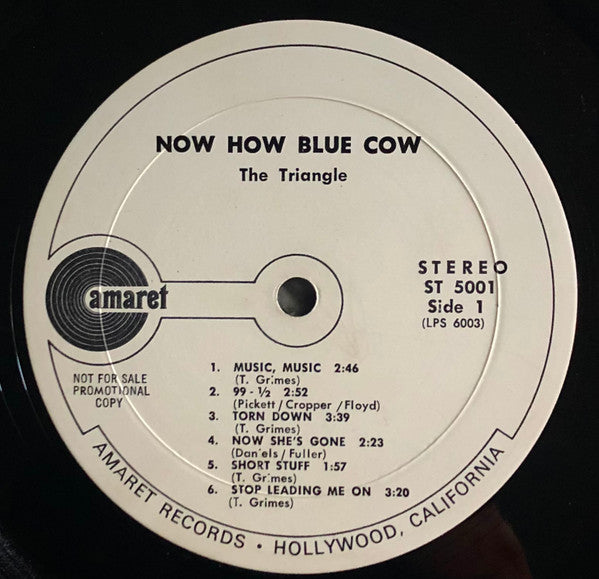 NOW HOW BLUE COW
The Triangle
STEREO
ST 5001
Side 1
(LPS 6003)
amaret
NOT FOR SALE
PROMOTIONAL
COPY
1. MUSIC, MUSIC 2:46
(T. Grimes)
2. 99-½ 2:52
(Pickett/Cropper/Floyd)
3. TORN DOWN 3:39
(T. Grimes)
4. NOW SHE'S GONE 2:23
(Daniels/Fuller)
5. SHORT STUFF 1:57
(T. Grimes)
6. STOP LEADING ME ON 3:20
(T. Grimes)
AMARET RECORDS • HOLLYWOOD, CALIFORNIA